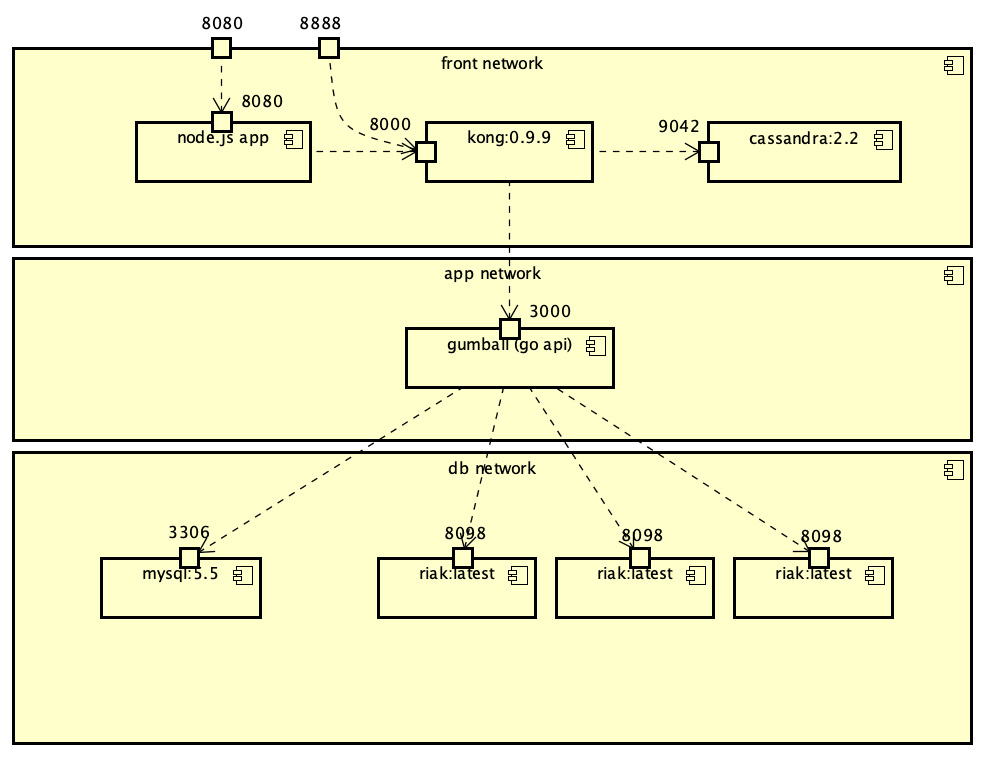 8080
8888
front network
8080
node.js app
8000
kong:0.9.9
9042
cassandra:2.2
app network
3000
gumball (go api)
db network
3306
mysql:5.5
8098
riak:latest
8098
riak:latest
8098
riak:latest